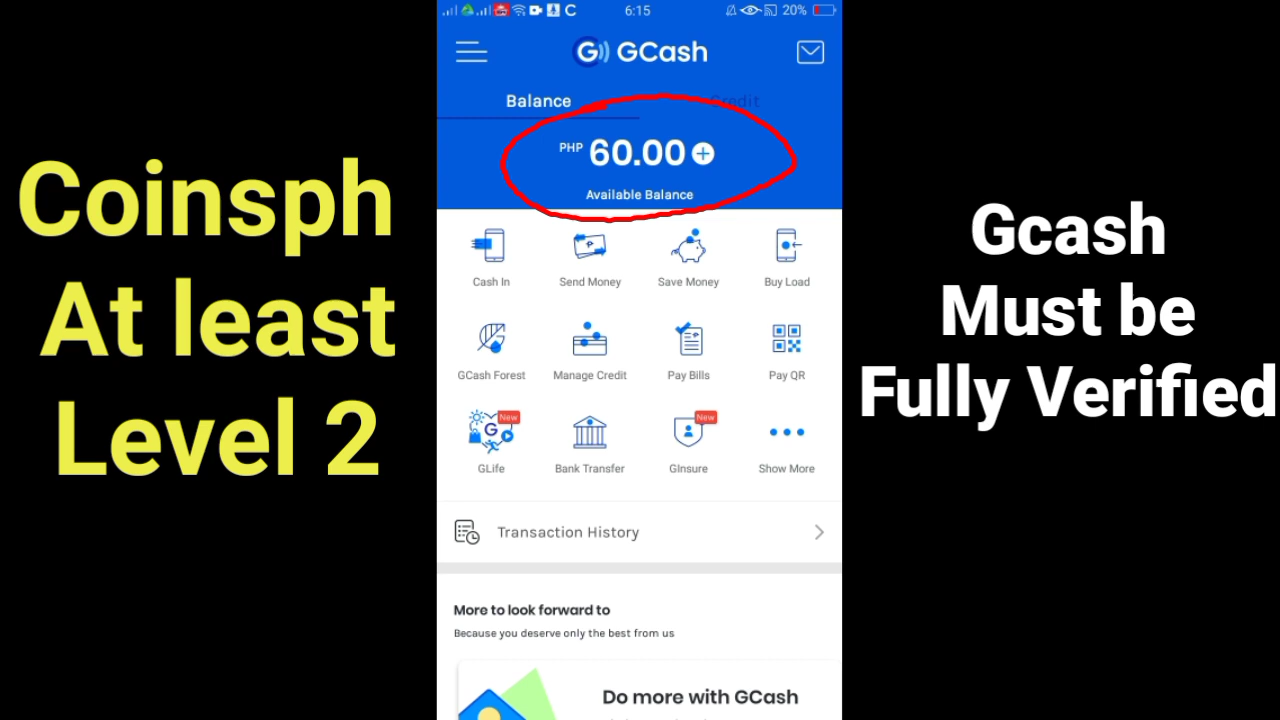 Coinsph
At least
Level 2
6:15
20%
GCash
Balance
Credit
PHP 60.00
Available Balance
Cash In
Send Money
Save Money
Buy Load
GCash Forest
Manage Credit
Pay Bills
Pay QR
New
New
GLife
Bank Transfer
GInsure
Show More
Transaction History
More to look forward to
Because you deserve only the best from us
Do more with GCash
Gcash
Must be
Fully Verified